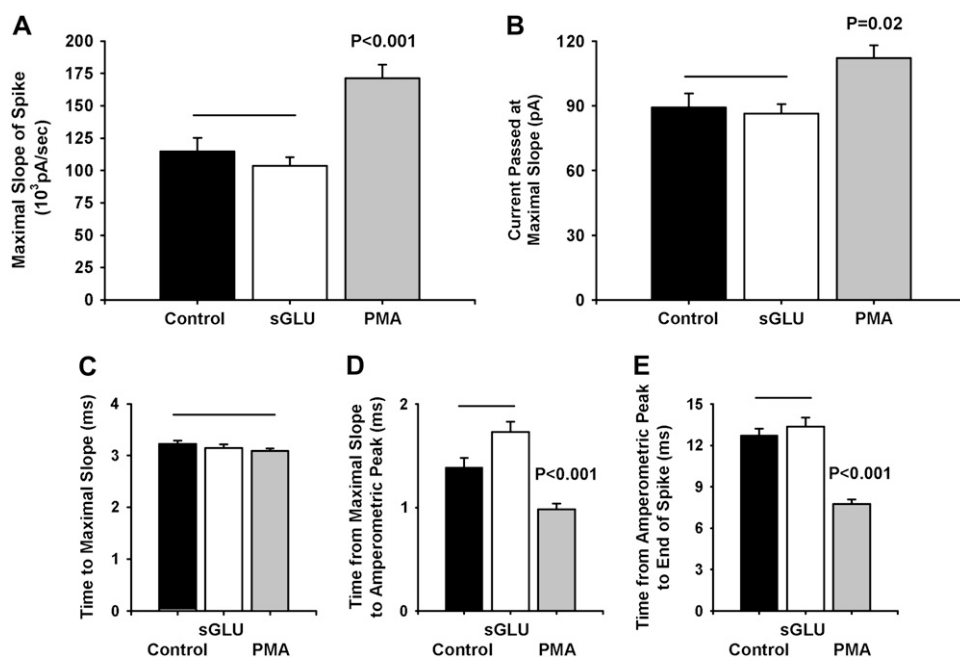 A
Maximal Slope of Spike
(10³pA/sec)
200
175
150
125
100
75
50
25
0
P<0.001
Control sGLU PMA
B
Current Passed at
Maximal Slope (pA)
120
90
60
30
0
P=0.02
Control sGLU PMA
C
Time to Maximal Slope (ms)
4
3
2
1
0
sGLU
Control PMA
D
Time from Maximal Slope
to Amperometric Peak (ms)
2
1
0
P<0.001
sGLU
Control PMA
E
Time from Amperometric Peak
to End of Spike (ms)
15
12
9
6
3
0
P<0.001
sGLU
Control PMA